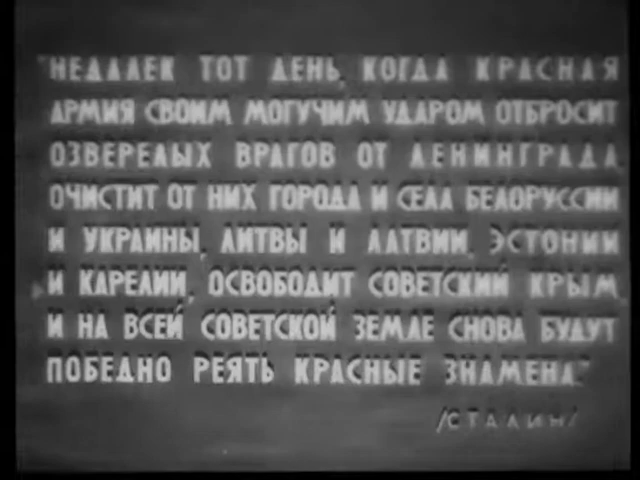 "НЕДАЛЕК ТОТ ДЕНЬ, КОГДА КРАСНАЯ
АРМИЯ СВОИМ МОГУЧИМ УДАРОМ ОТБРОСИТ
ОЗВЕРЕЛЫХ ВРАГОВ ОТ ЛЕНИНГРАДА,
ОЧИСТИТ ОТ НИХ ГОРОДА И СЕЛА БЕЛОРУССИИ
И УКРАИНЫ, ЛИТВЫ И ЛАТВИИ, ЭСТОНИИ
И КАРЕЛИИ, ОСВОБОДИТ СОВЕТСКИЙ КРЫМ,
И НА ВСЕЙ СОВЕТСКОЙ ЗЕМЛЕ СНОВА БУДУТ
ПОБЕДНО РЕЯТЬ КРАСНЫЕ ЗНАМЕНА."
/СТАЛИН/